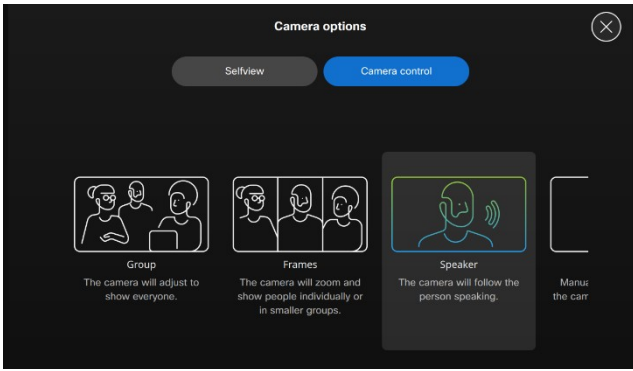 Camera options
Selfview
Camera control
Group
The camera will adjust to
show everyone.
Frames
The camera will zoom and
show people individually or
in smaller groups.
Speaker
The camera will follow the
person speaking.
the